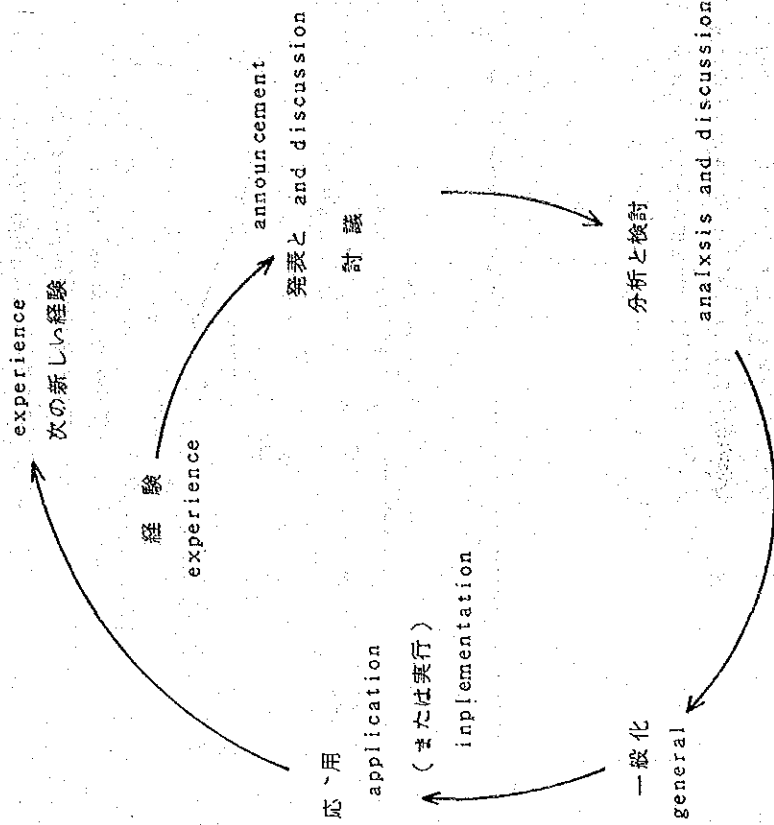 experience
次の新しい経験
経験
experience
announcement
発表と and discussion
討議
分析と検討
analxsis and discussion
一般化
general
応、用
application
(または実行)
inplementation